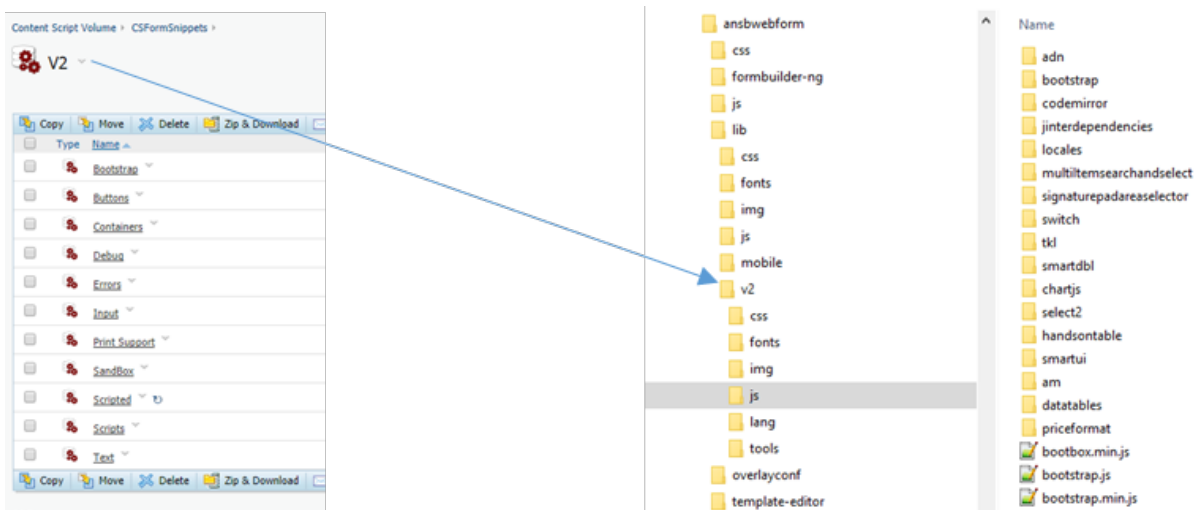 Content Script Volume › CSFormSnippets ›
V2
Copy Move Delete Zip & Download
Type Name
Bootstrap
Buttons
Containers
Debug
Errors
Input
Print Support
SandBox
Scripted
Scripts
Text
Copy Move Delete Zip & Download
ansbwebform
css
formbuilder-ng
js
lib
css
fonts
img
js
mobile
v2
css
fonts
img
js
lang
tools
overlayconf
template-editor
Name
adn
bootstrap
codemirror
jinterdependencies
locales
multiitemsearchandselect
signaturepadareaselector
switch
tkl
smartdbl
chartjs
select2
handsontable
smartui
am
datatables
priceformat
bootbox.min.js
bootstrap.js
bootstrap.min.js